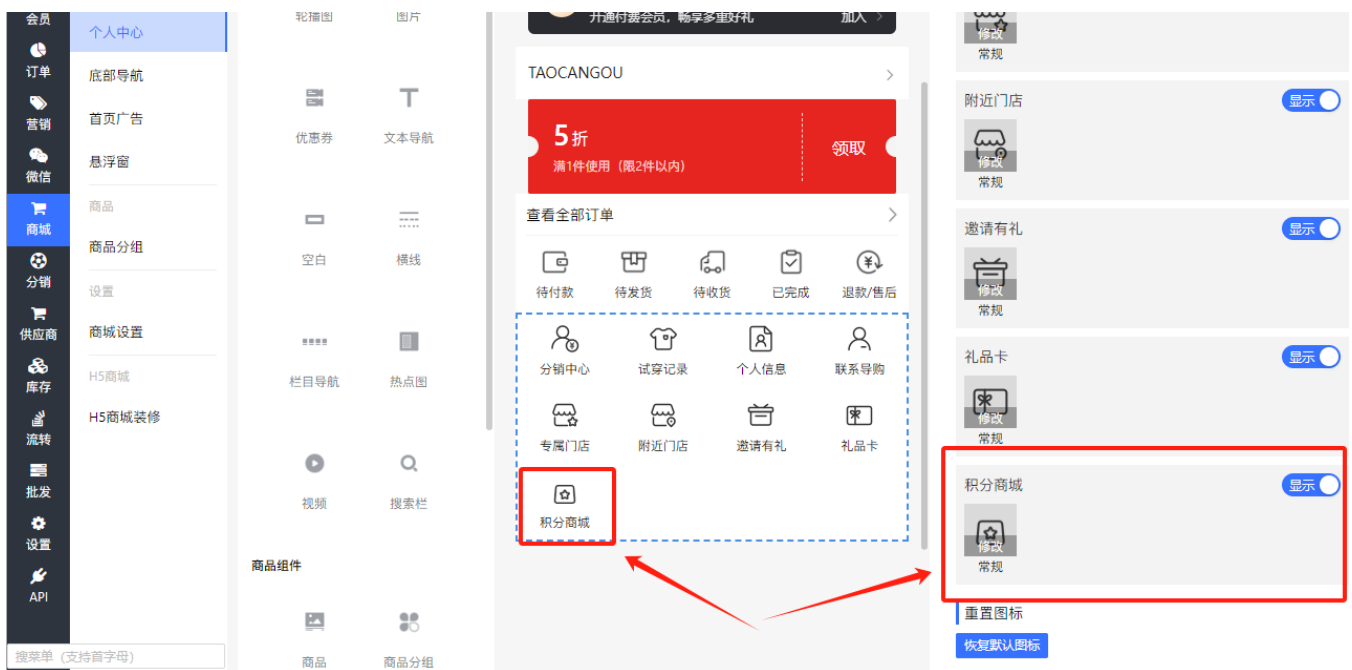 会员
订单
营销
微信
商城
分销
供应商
库存
流转
批发
设置
API
搜菜单（支持首字母）
个人中心
底部导航
首页广告
悬浮窗
商品
商品分组
设置
商城设置
H5商城
H5商城装修
轮播图 图片
优惠券 文本导航
空白 横线
栏目导航 热点图
视频 搜索栏
商品组件
商品 商品分组
开通付费会员，畅享多重好礼 加入
TAOCANGOU
5折
满1件使用（限2件以内）
领取
查看全部订单
待付款 待发货 待收货 已完成 退款/售后
分销中心 试穿记录 个人信息 联系导购
专属门店 附近门店 邀请有礼 礼品卡
积分商城
修改
常规
附近门店 显示
修改
常规
邀请有礼 显示
修改
常规
礼品卡 显示
修改
常规
积分商城 显示
修改
常规
重置图标
恢复默认图标